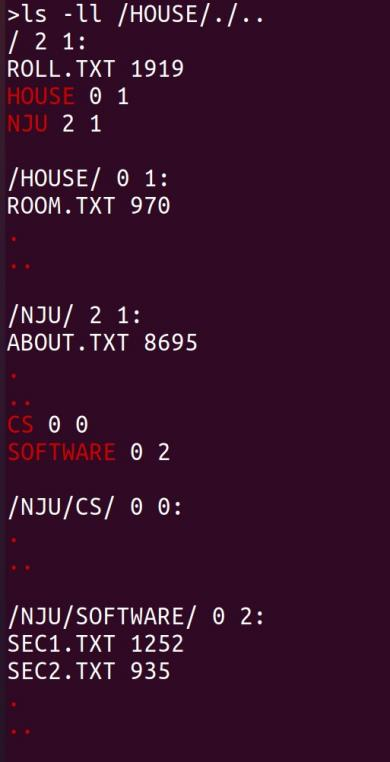 >ls -ll /HOUSE/./..
/ 2 1:
ROLL.TXT 1919
HOUSE 0 1
NJU 2 1
/HOUSE/ 0 1:
ROOM.TXT 970
.
..
/NJU/ 2 1:
ABOUT.TXT 8695
.
..
CS 0 0
SOFTWARE 0 2
/NJU/CS/ 0 0:
.
..
/NJU/SOFTWARE/ 0 2:
SEC1.TXT 1252
SEC2.TXT 935
.
..